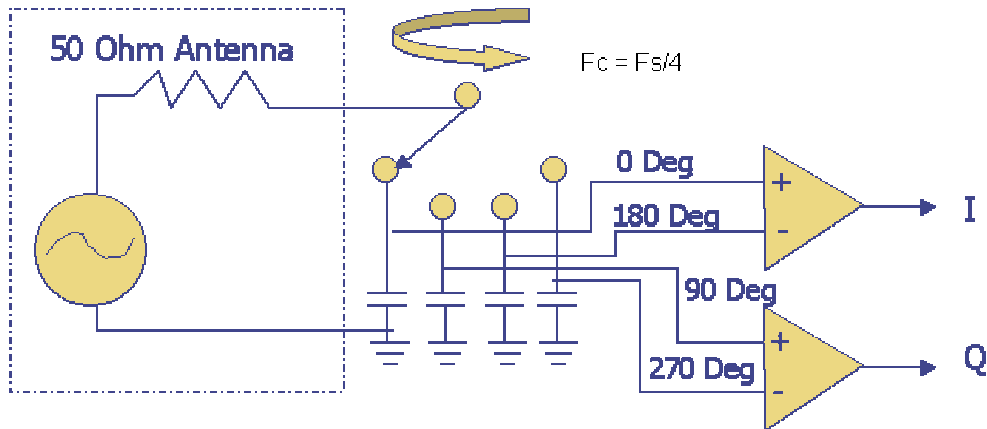 50 Ohm Antenna
Fc = Fs/4
0 Deg
+
180 Deg
-
I
90 Deg
+
270 Deg
-
Q